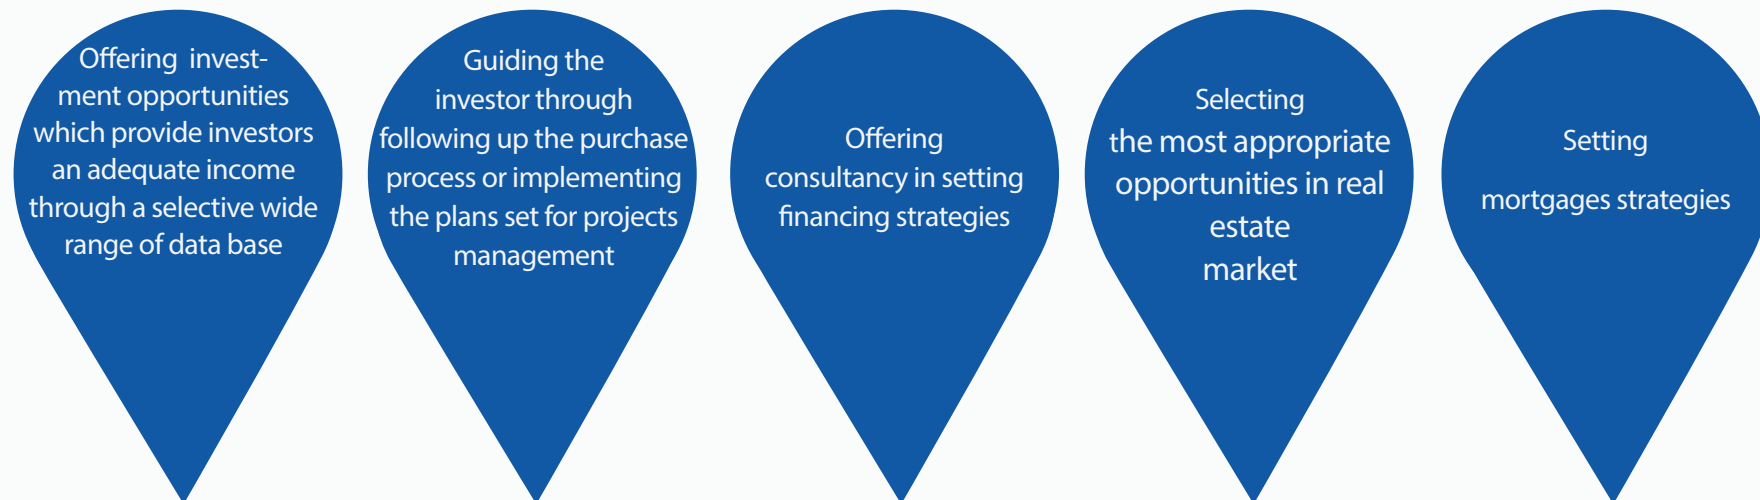 Offering  invest-
ment opportunities
which provide investors
an adequate income
through a selective wide
range of data base
Guiding the
investor through
following up the purchase
process or implementing
the plans set for projects
management
Offering
consultancy in setting
financing strategies
Selecting
the most appropriate
opportunities in real
estate
market
Setting
mortgages strategies